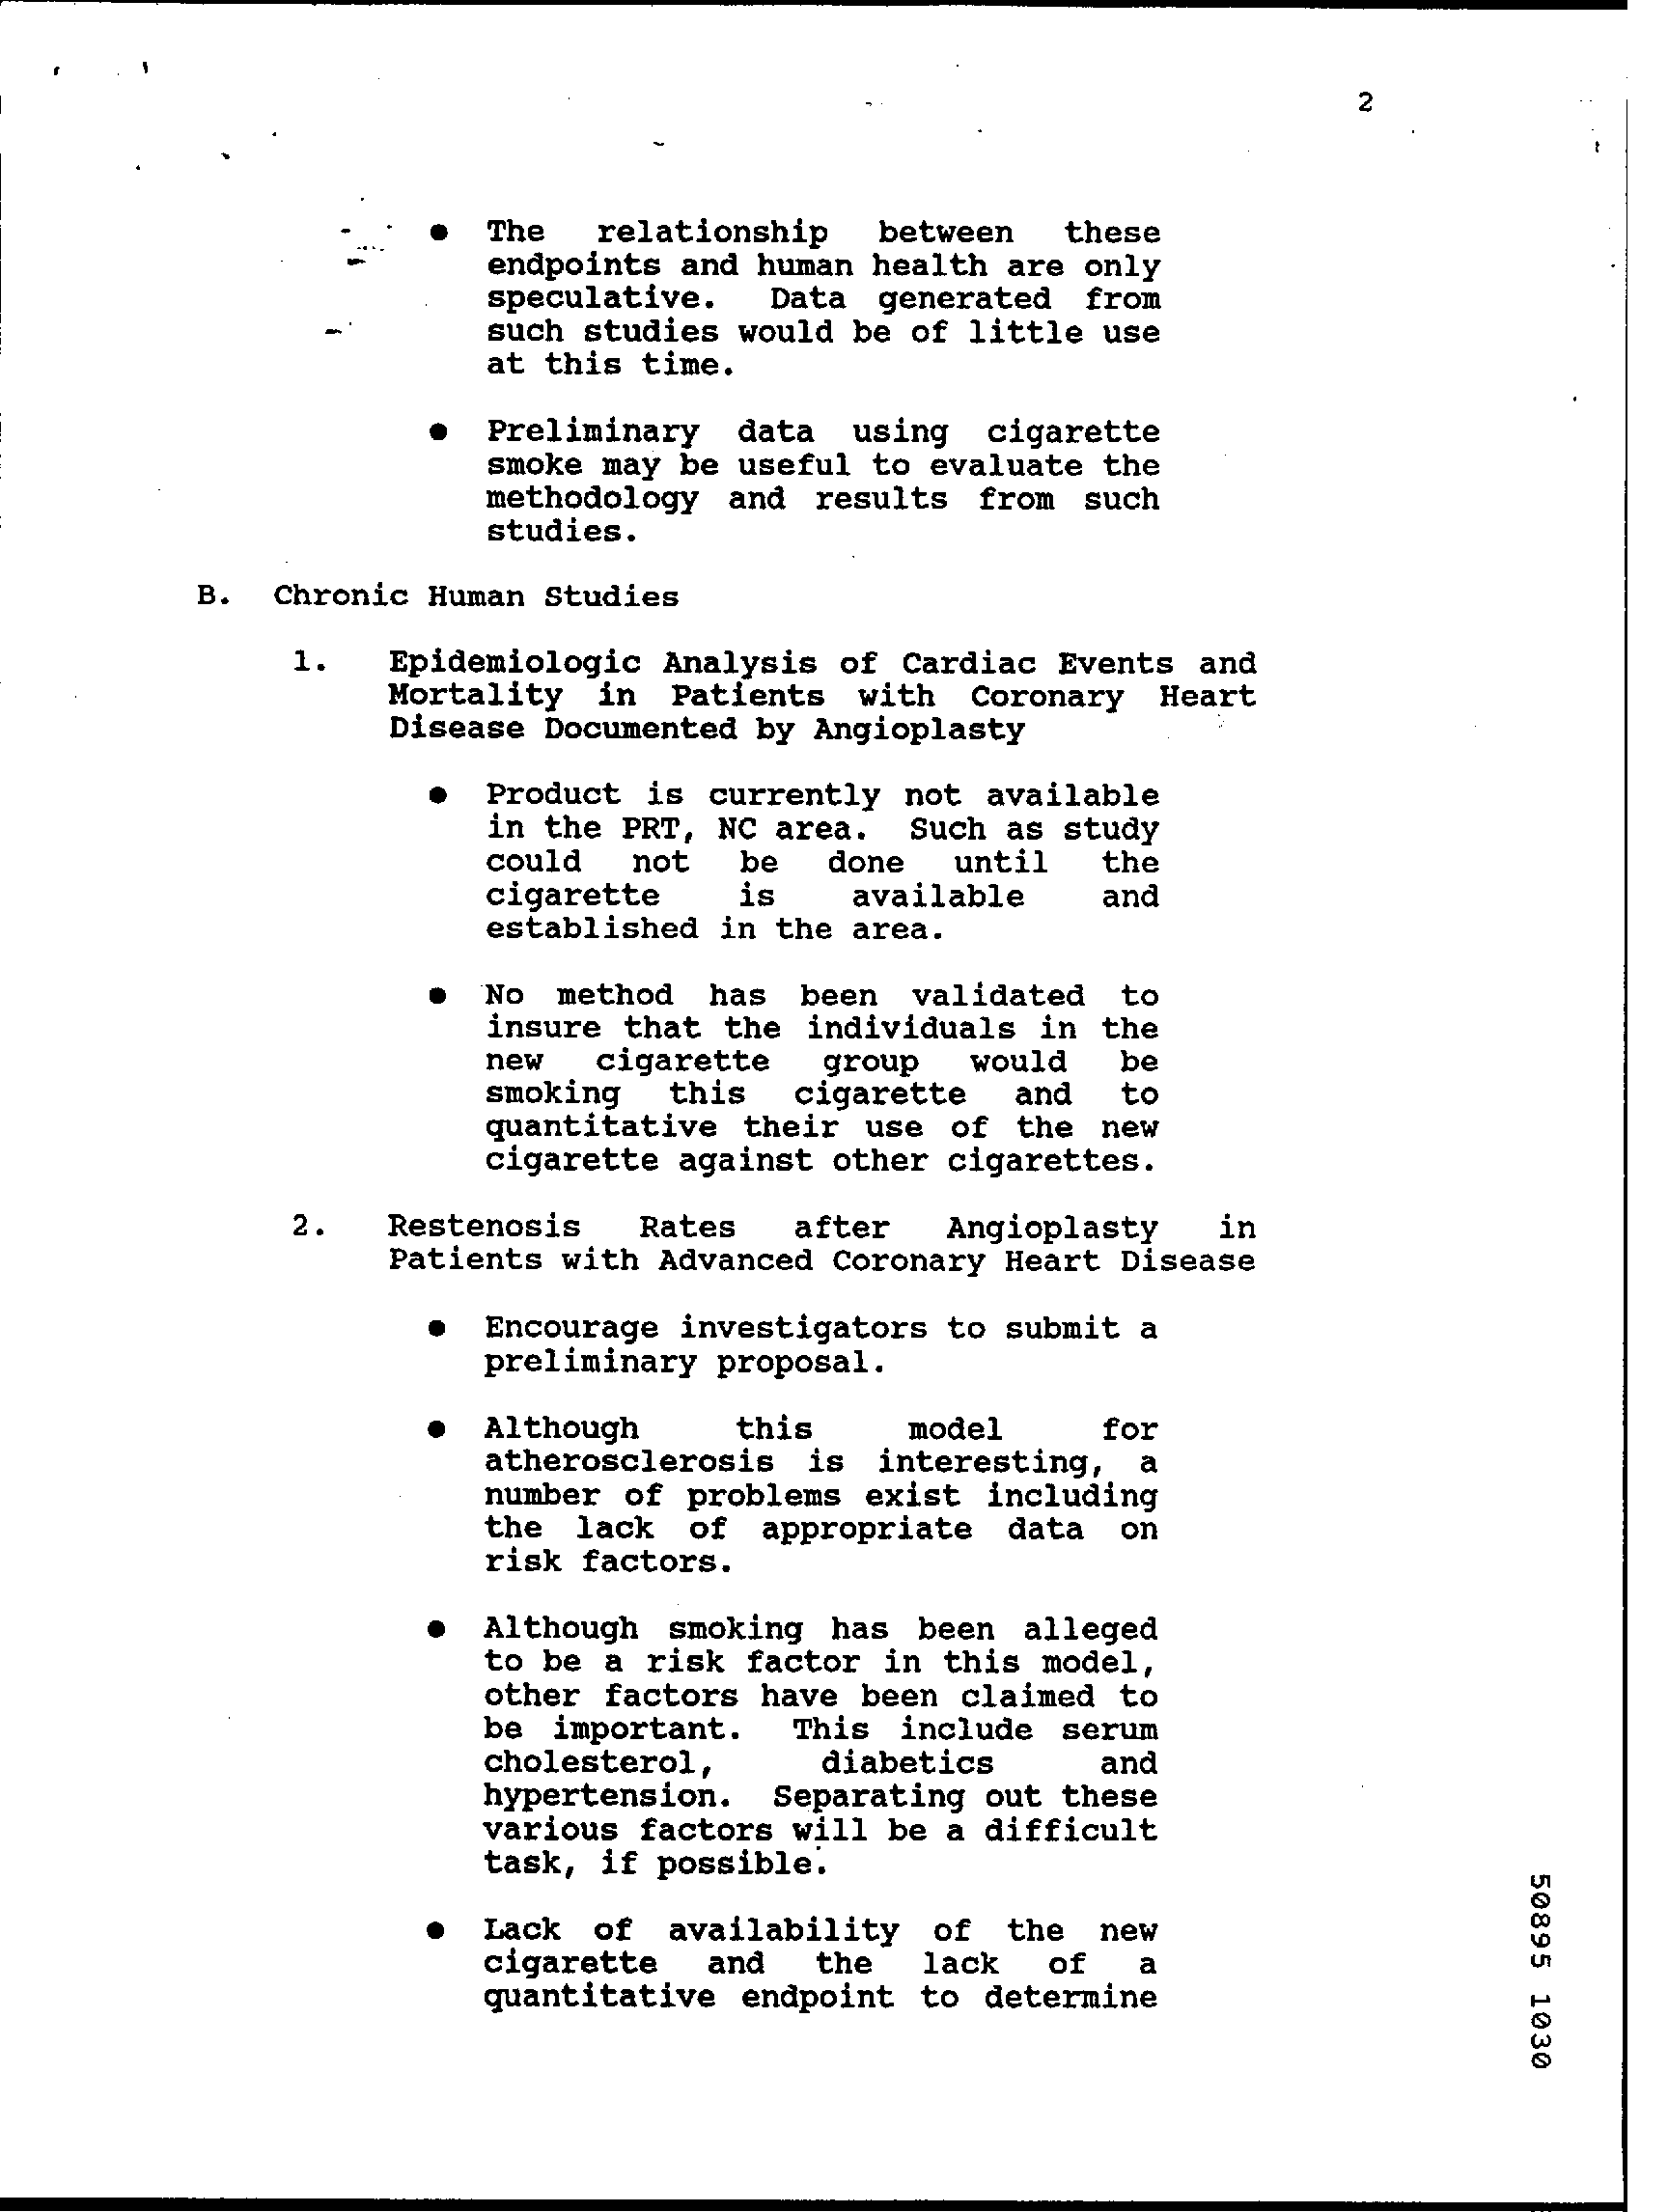 2
● The relationship between these
endpoints and human health are only
speculative. Data generated from
such studies would be of little use
at this time.
● Preliminary data using cigarette
smoke may be useful to evaluate the
methodology and results from such
studies.
B. Chronic Human Studies
1. Epidemiologic Analysis of Cardiac Events and
Mortality in Patients with Coronary Heart
Disease Documented by Angioplasty
● Product is currently not available
in the PRT, NC area. Such as study
could not be done until the
cigarette is available and
established in the area.
● No method has been validated to
insure that the individuals in the
new cigarette group would be
smoking this cigarette and to
quantitative their use of the new
cigarette against other cigarettes.
2. Restenosis Rates after Angioplasty in
Patients with Advanced Coronary Heart Disease
● Encourage investigators to submit a
preliminary proposal.
● Although this model for
atherosclerosis is interesting, a
number of problems exist including
the lack of appropriate data on
risk factors.
● Although smoking has been alleged
to be a risk factor in this model,
other factors have been claimed to
be important. This include serum
cholesterol, diabetics and
hypertension. Separating out these
various factors will be a difficult
task, if possible.
● Lack of availability of the new
cigarette and the lack of a
quantitative endpoint to determine
50895 1030